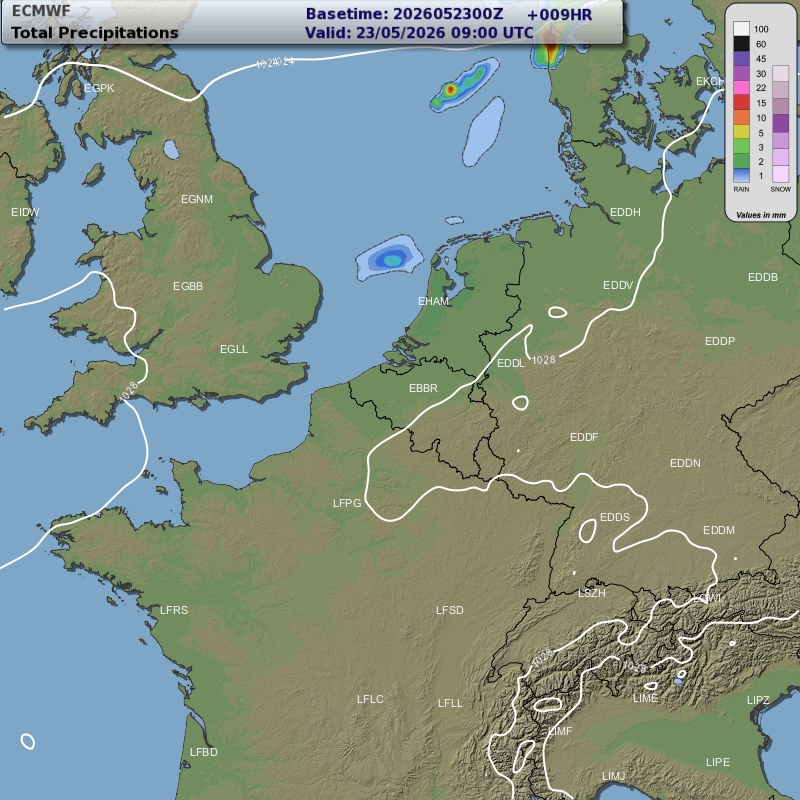 ECMWF
Basetime: 2026052300Z +009HR
Total Precipitations
Valid: 23/05/2026 09:00 UTC
1024 1024
EGPK
EKCH
100
60
45
30
22
15
10
5
3
2
1
RAIN SNOW
Values in mm
EIDW
EGNM
EDDH
EGBB
EDDV
EDDB
EHAM
EGLL
EDDP
EDDL
1028
EBBR
1028
EDDF
EDDN
LFPG
EDDS
EDDM
LSZH
LOWI
LFRS
LFSD
1028
LFLC
LFLL
LIME
LIPZ
LIMF
LFBD
LIPE
LIMJ